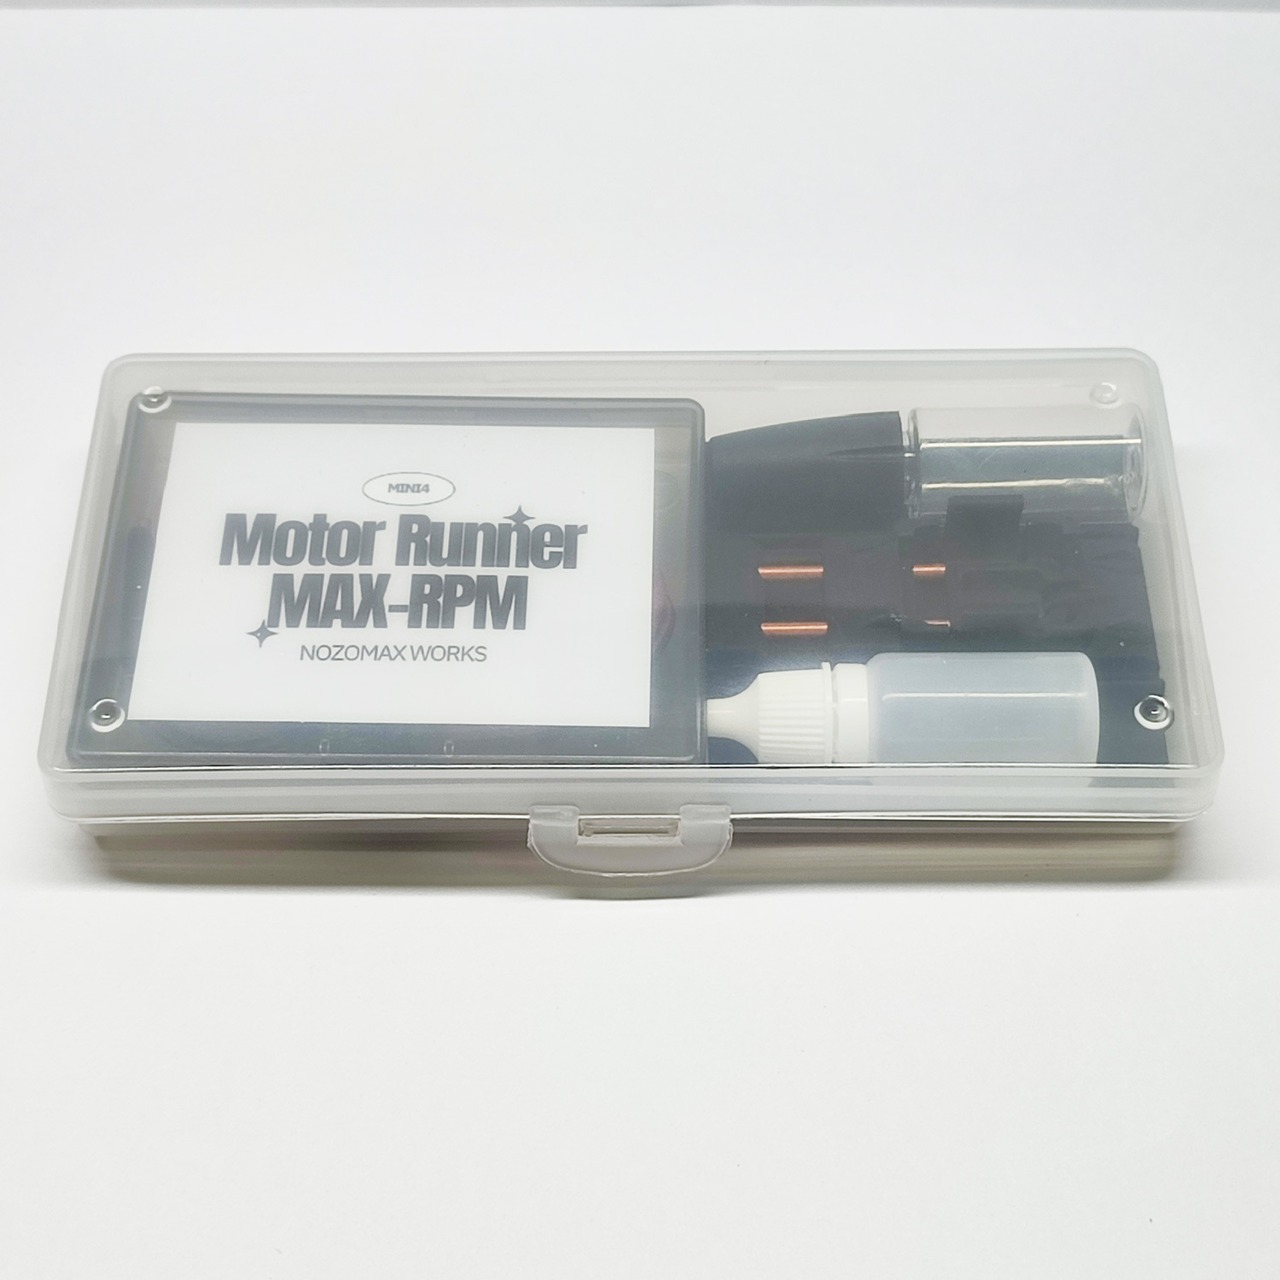 MINI4
Motor Runner
MAX-RPM
NOZOMAX WORKS